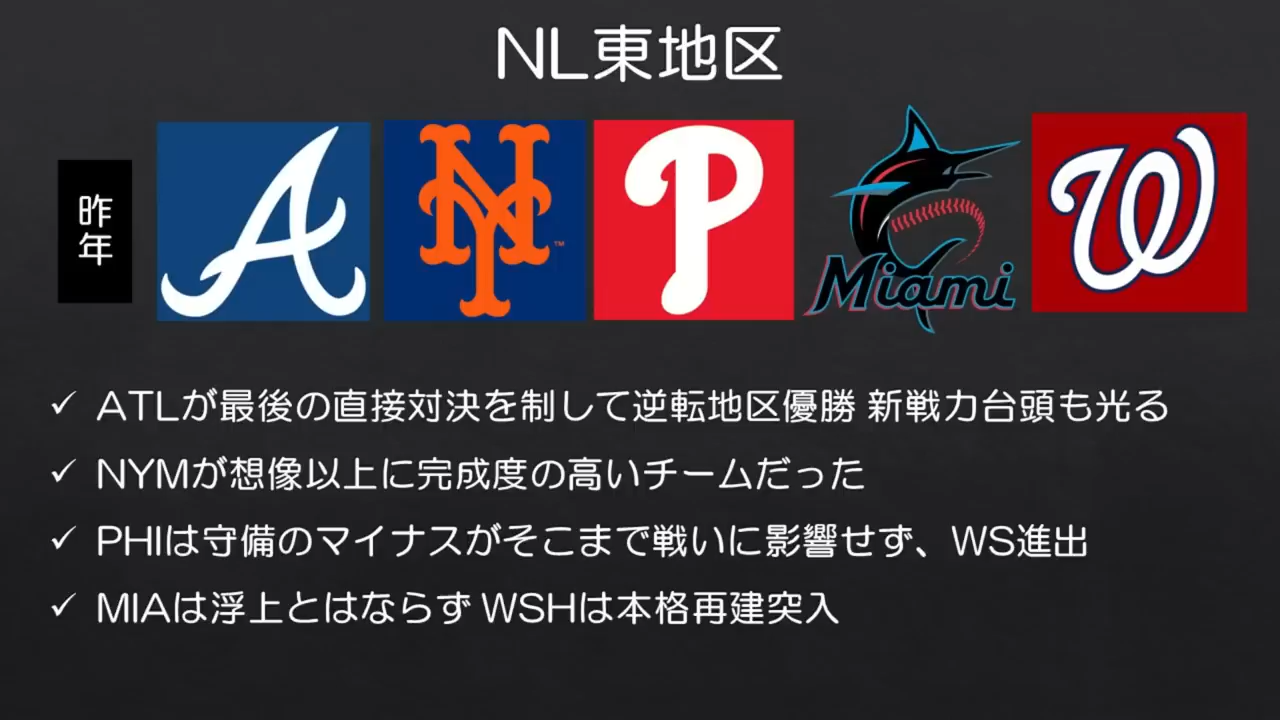 NL東地区
昨年
A
NY
™
P
Miami
W
✓ ATLが最後の直接対決を制して逆転地区優勝 新戦力台頭も光る
✓ NYMが想像以上に完成度の高いチームだった
✓ PHIは守備のマイナスがそこまで戦いに影響せず、WS進出
✓ MIAは浮上とはならず WSHは本格再建突入